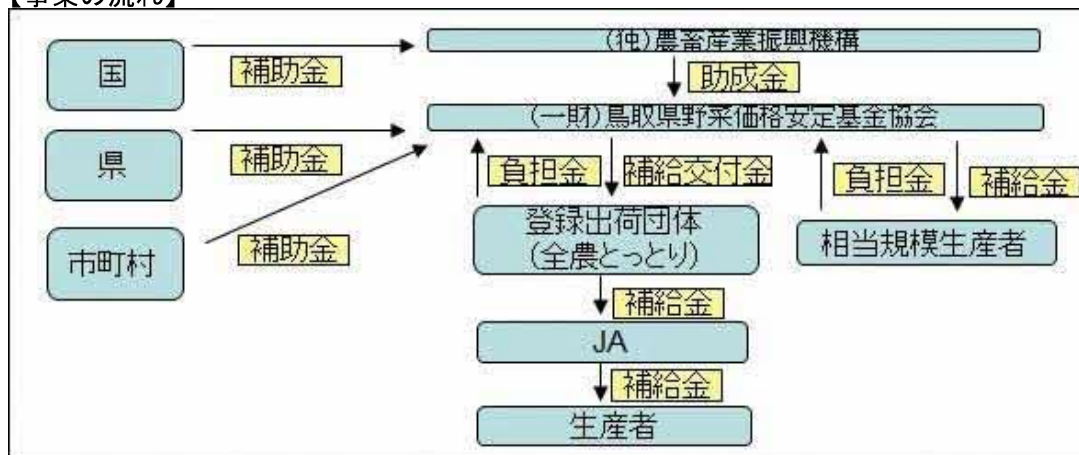 【事業の流れ】
国
補助金
(独)農畜産業振興機構
助成金
県
補助金
(一財)鳥取県野菜価格安定基金協会
市町村
補助金
負担金
補給交付金
負担金
補給金
登録出荷団体
(全農とっとり)
相当規模生産者
補給金
JA
補給金
生産者